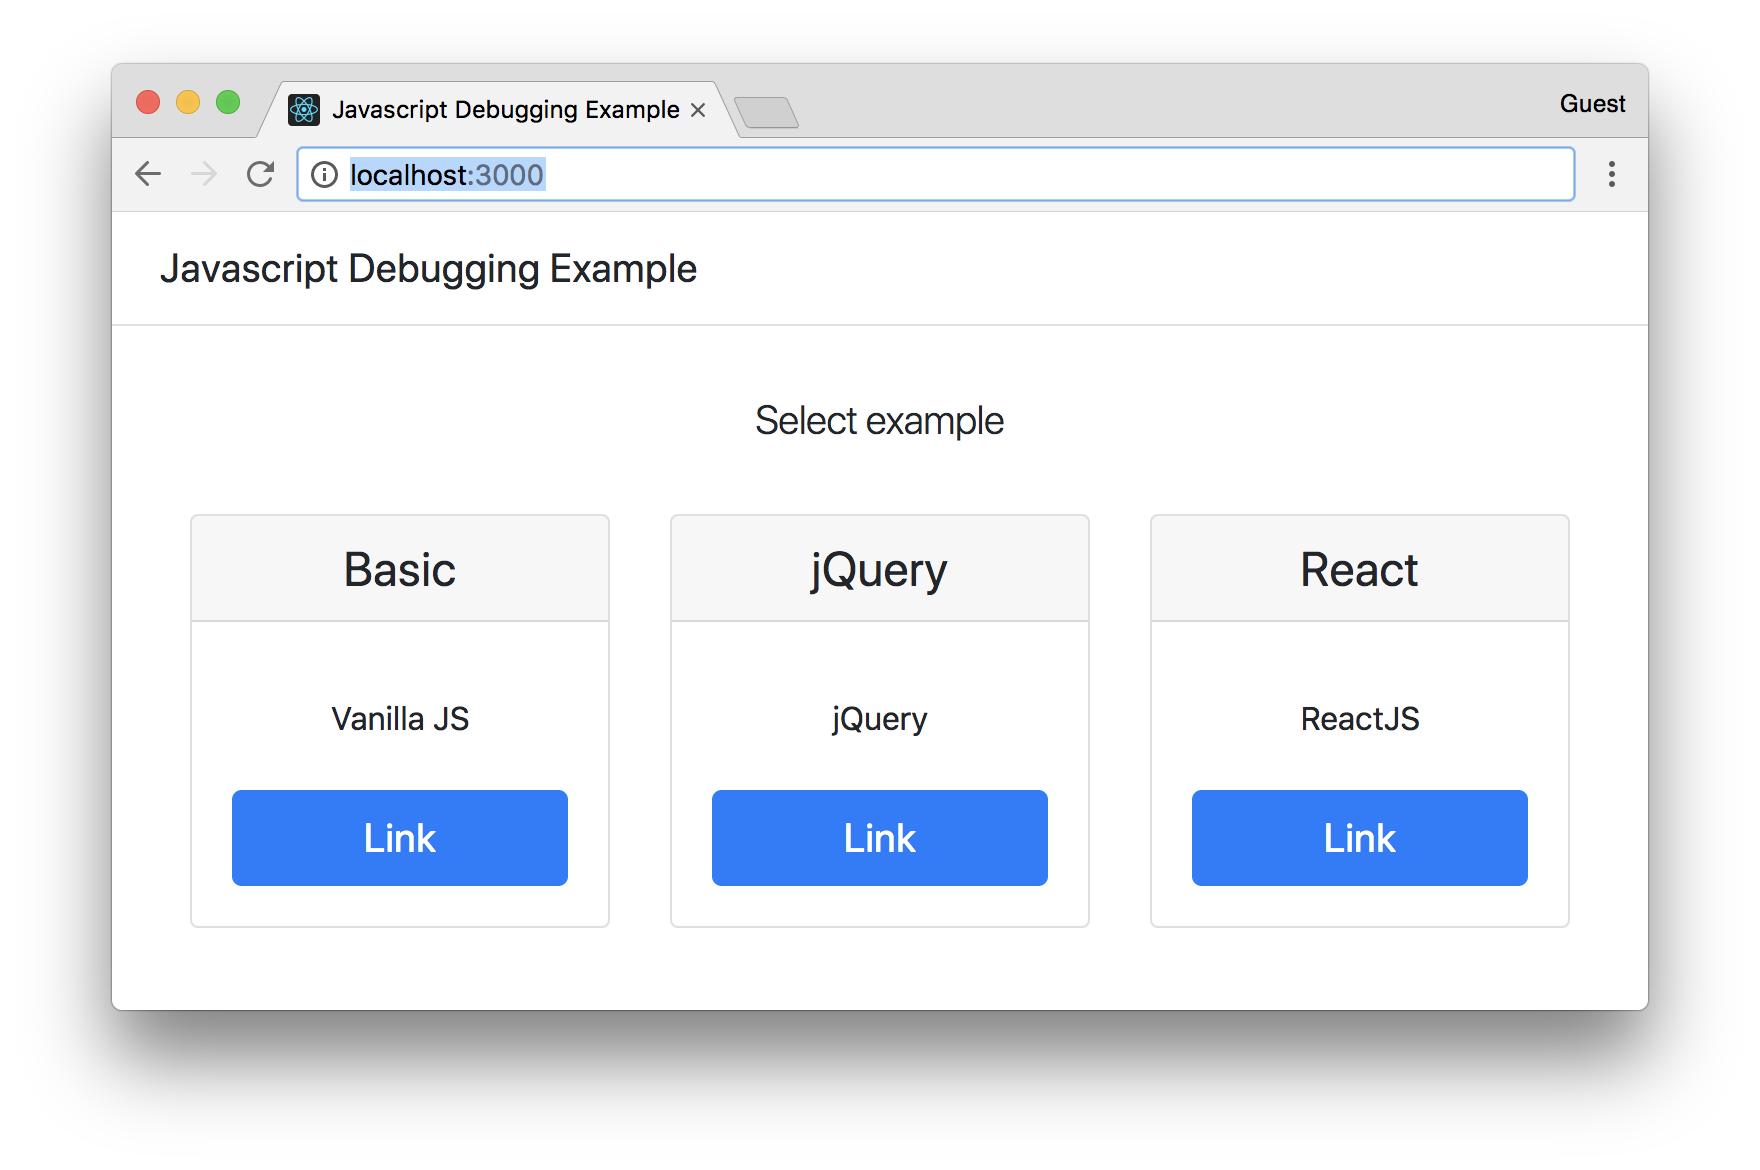 Javascript Debugging Example
Guest
localhost:3000
Javascript Debugging Example
Select example
Basic
Vanilla JS
Link
jQuery
jQuery
Link
React
ReactJS
Link